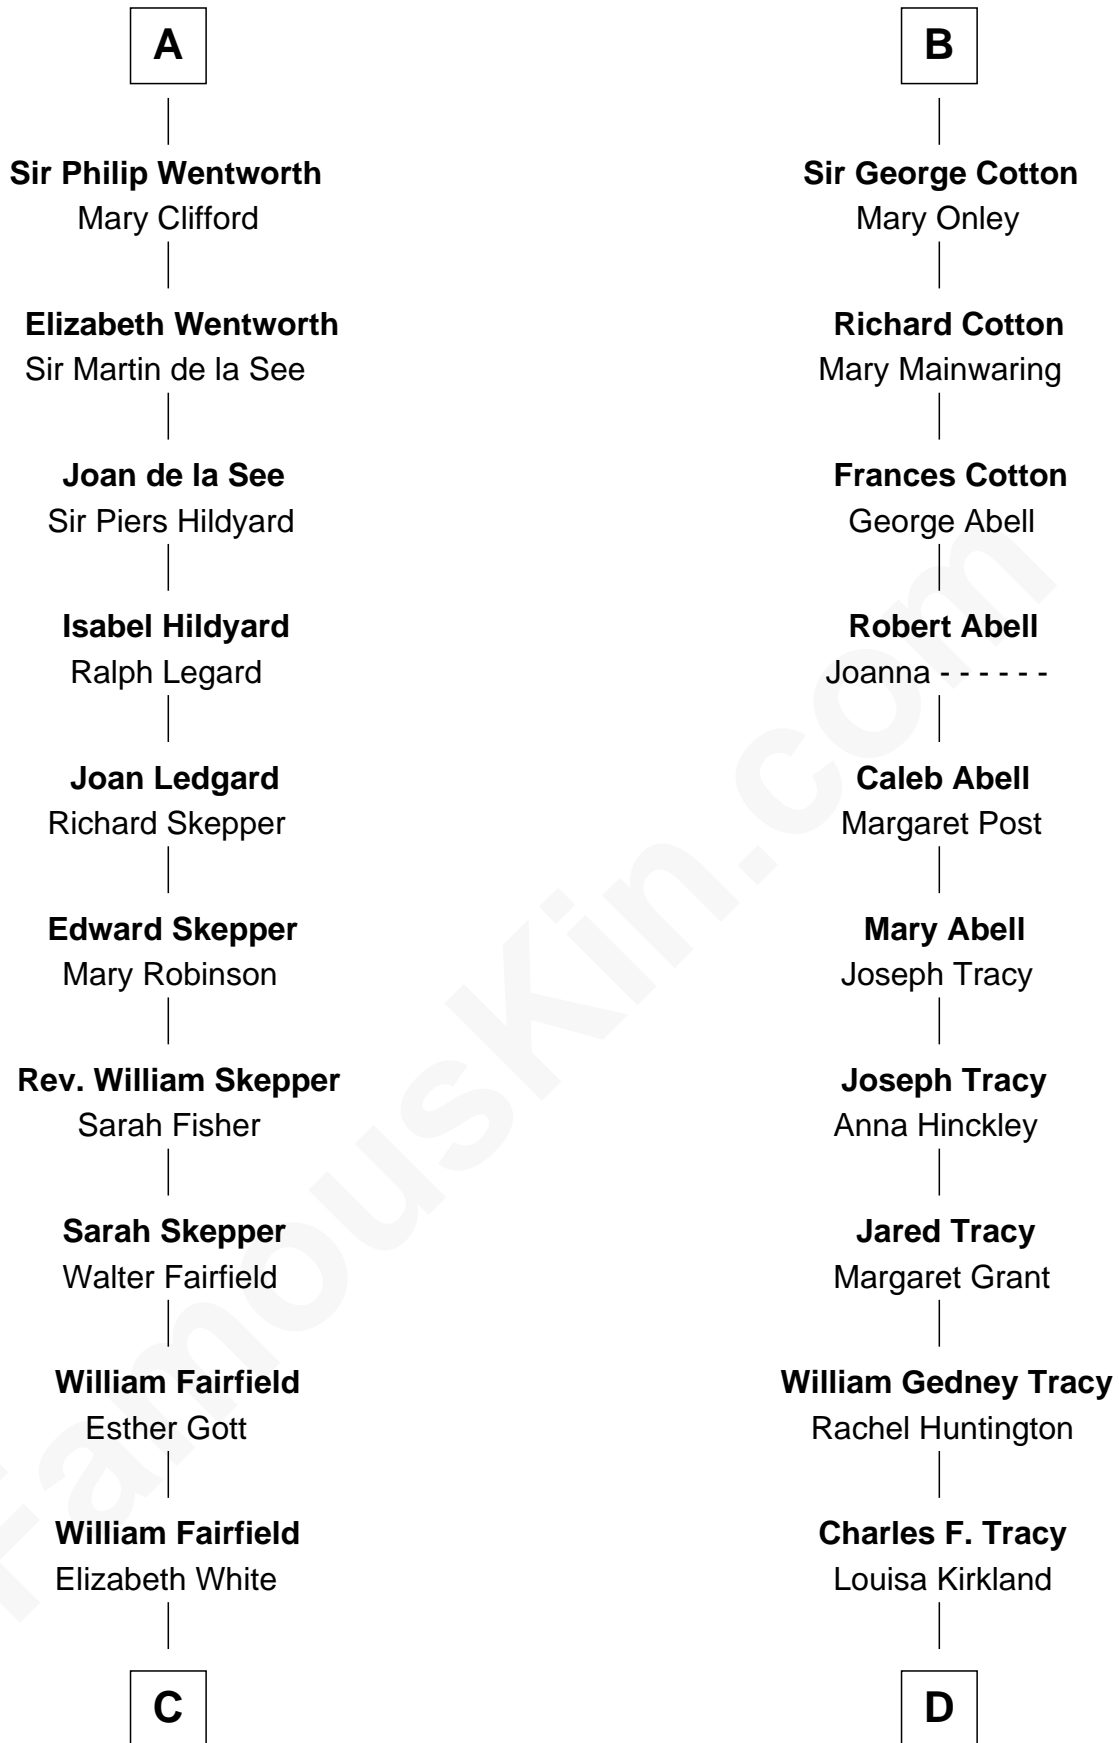 A
Sir Philip Wentworth
Mary Clifford
Elizabeth Wentworth
Sir Martin de la See
Joan de la See
Sir Piers Hildyard
Isabel Hildyard
Ralph Legard
Joan Ledgard
Richard Skepper
Edward Skepper
Mary Robinson
Rev. William Skepper
Sarah Fisher
Sarah Skepper
Walter Fairfield
William Fairfield
Esther Gott
William Fairfield
Elizabeth White
C
B
Sir George Cotton
Mary Onley
Richard Cotton
Mary Mainwaring
Frances Cotton
George Abell
Robert Abell
Joanna - - - - - -
Caleb Abell
Margaret Post
Mary Abell
Joseph Tracy
Joseph Tracy
Anna Hinckley
Jared Tracy
Margaret Grant
William Gedney Tracy
Rachel Huntington
Charles F. Tracy
Louisa Kirkland
D
FamousKin.com